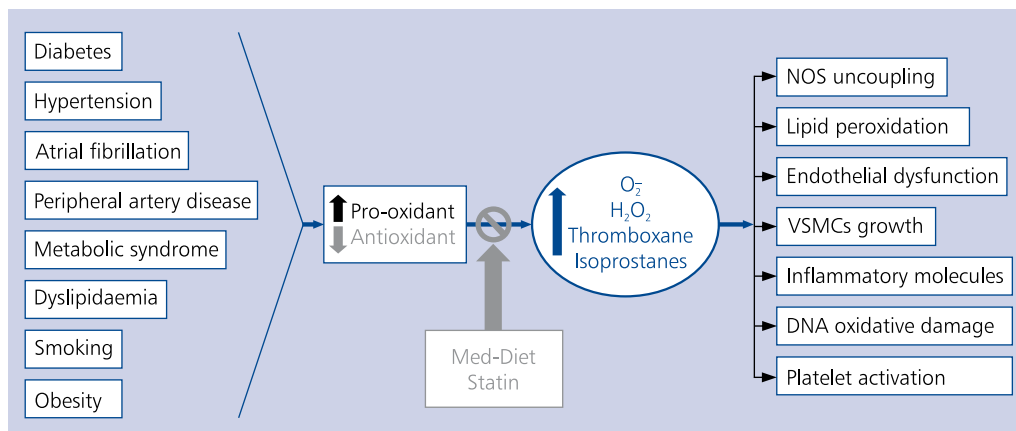 Diabetes
Hypertension
Atrial fibrillation
Peripheral artery disease
Metabolic syndrome
Dyslipidaemia
Smoking
Obesity
Pro-oxidant
Antioxidant
Med-Diet
Statin
O₂⁻
H₂O₂
Thromboxane
Isoprostanes
NOS uncoupling
Lipid peroxidation
Endothelial dysfunction
VSMCs growth
Inflammatory molecules
DNA oxidative damage
Platelet activation